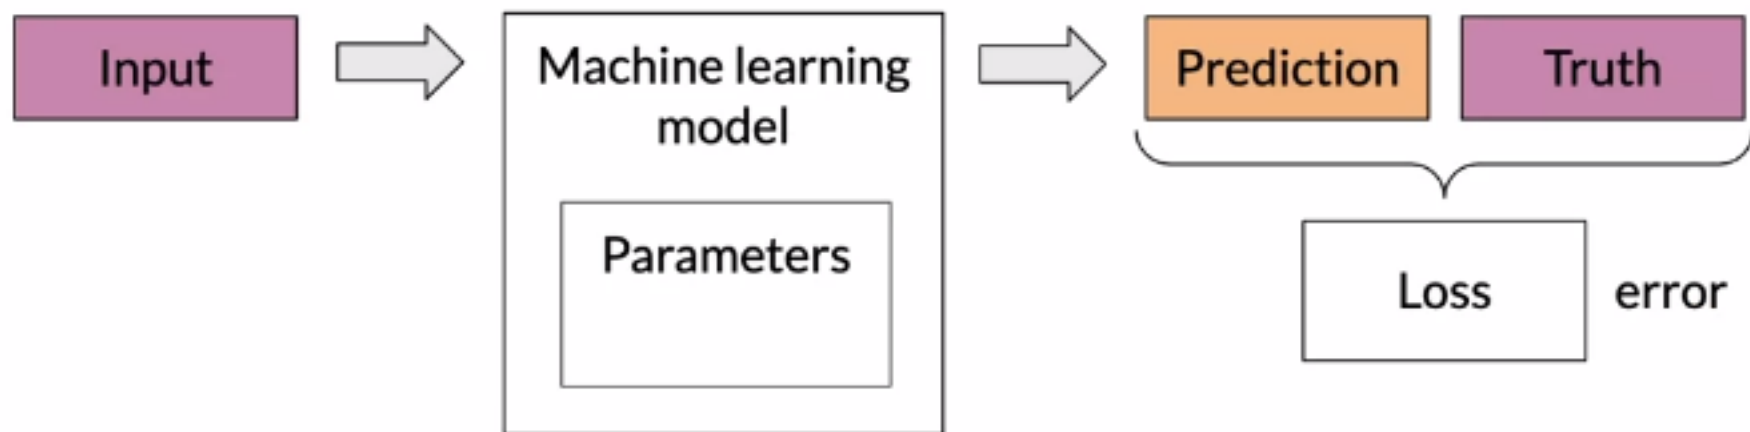 Input
Machine learning
model
Parameters
Prediction
Truth
Loss
error